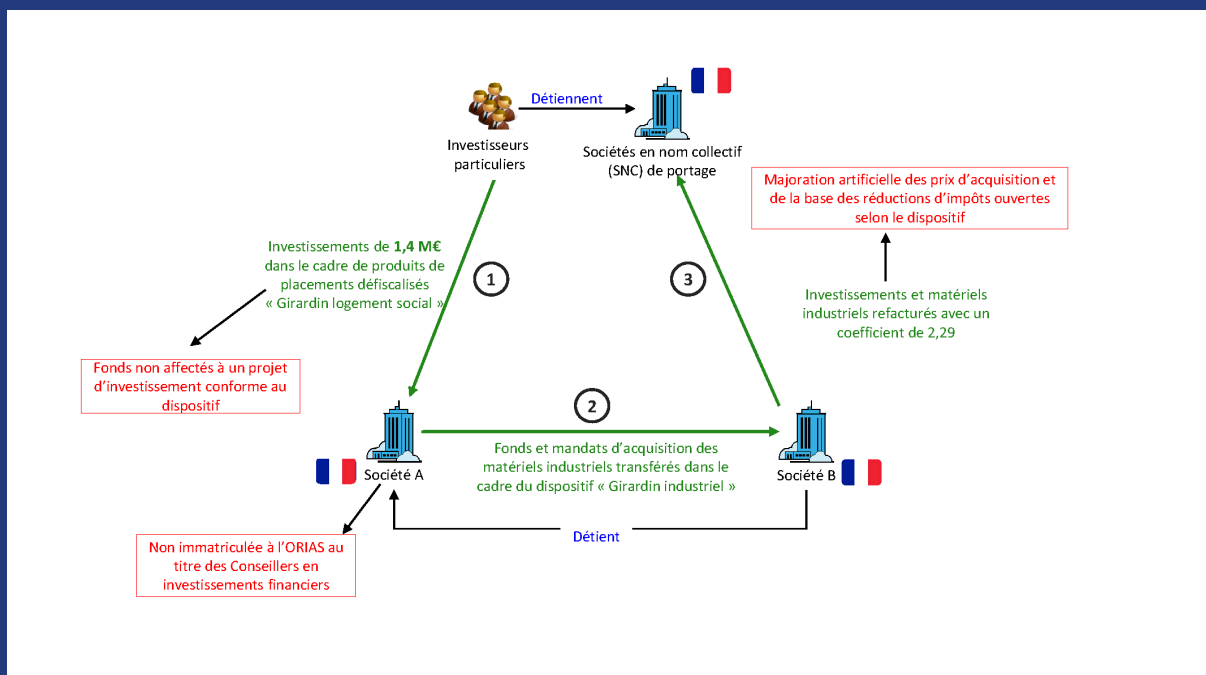 Détiennent
Investisseurs
particuliers
Sociétés en nom collectif
(SNC) de portage
Majoration artificielle des prix d’acquisition et
de la base des réductions d’impôts ouvertes
selon le dispositif
Investissements de 1,4 M€
dans le cadre de produits de
placements défiscalisés
« Girardin logement social »
1
3
Investissements et matériels
industriels refacturés avec un
coefficient de 2,29
Fonds non affectés à un projet
d’investissement conforme au
dispositif
2
Fonds et mandats d’acquisition des
matériels industriels transférés dans le
cadre du dispositif « Girardin industriel »
Société A
Société B
Détient
Non immatriculée à l’ORIAS au
titre des Conseillers en
investissements financiers